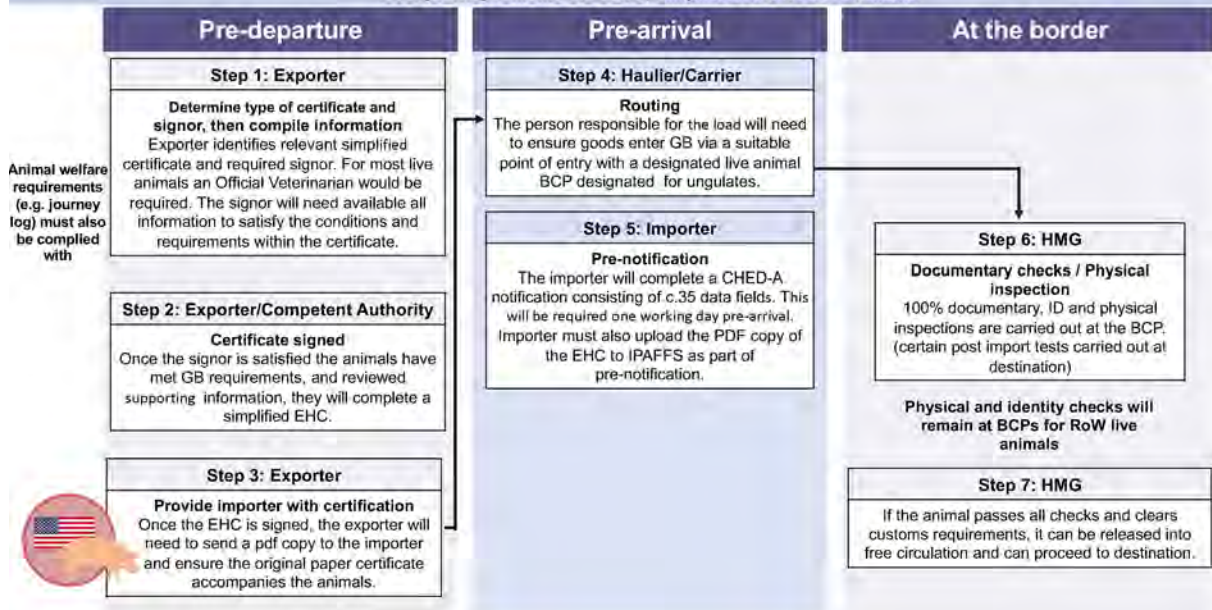 Pre-departure
Step 1: Exporter
Determine type of certificate and
signor, then compile information
Exporter identifies relevant simplified
certificate and required signor. For most live
animals an Official Veterinarian would be
required. The signor will need available all
information to satisfy the conditions and
requirements within the certificate.
Animal welfare
requirements
(e.g. journey
log) must also
be complied
with
Step 2: Exporter/Competent Authority
Certificate signed
Once the signor is satisfied the animals have
met GB requirements, and reviewed
supporting information, they will complete a
simplified EHC.
Step 3: Exporter
Provide importer with certification
Once the EHC is signed, the exporter will
need to send a pdf copy to the importer
and ensure the original paper certificate
accompanies the animals.
Pre-arrival
Step 4: Haulier/Carrier
Routing
The person responsible for the load will need
to ensure goods enter GB via a suitable
point of entry with a designated live animal
BCP designated for ungulates.
Step 5: Importer
Pre-notification
The importer will complete a CHED-A
notification consisting of c.35 data fields. This
will be required one working day pre-arrival.
Importer must also upload the PDF copy of
the EHC to IPAFFS as part of
pre-notification.
At the border
Step 6: HMG
Documentary checks / Physical
inspection
100% documentary, ID and physical
inspections are carried out at the BCP.
(certain post import tests carried out at
destination)
Physical and identity checks will
remain at BCPs for RoW live
animals
Step 7: HMG
If the animal passes all checks and clears
customs requirements, it can be released into
free circulation and can proceed to destination.